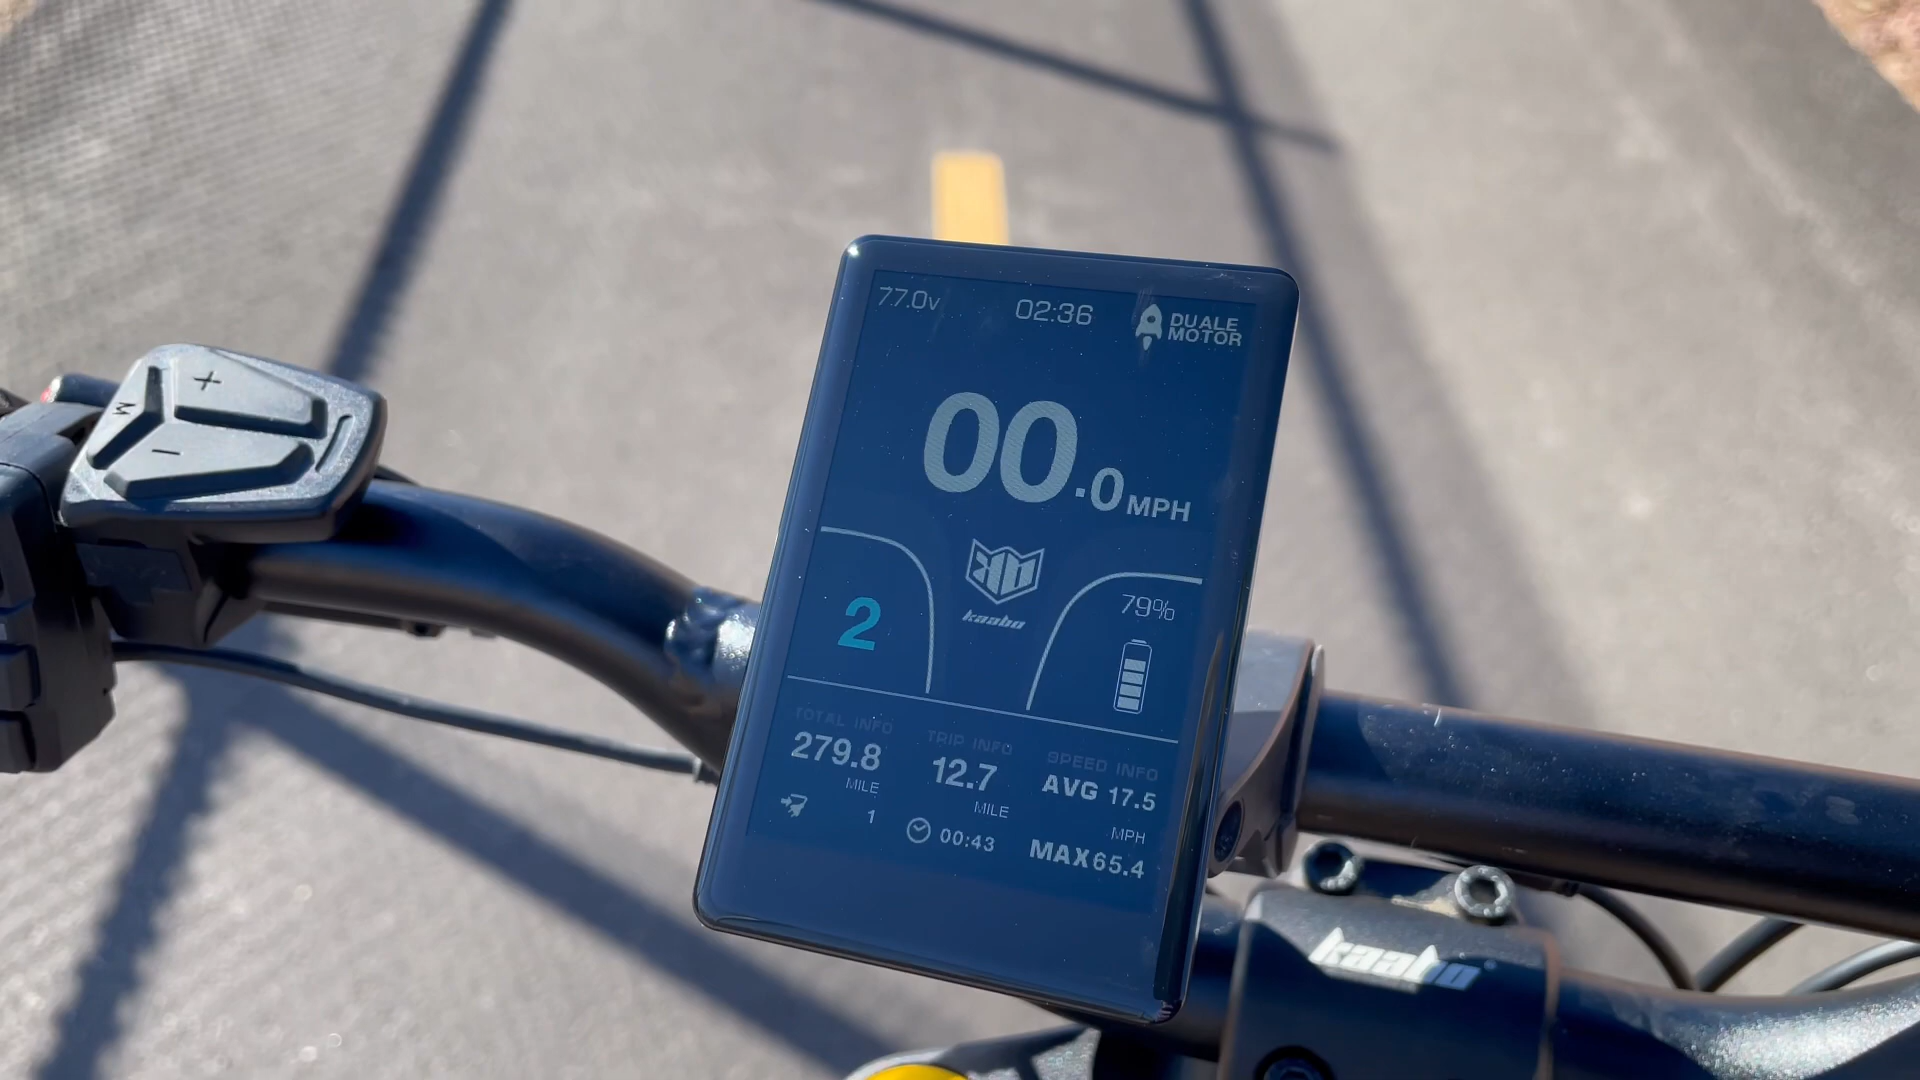 77.0V
02:36
DUALE
MOTOR
00.0 MPH
kaabo
2
79%
TOTAL INFO
279.8
MILE
1
TRIP INFO
12.7
MILE
00:43
SPEED INFO
AVG 17.5
MPH
MAX 65.4
+
M
−
kaabo